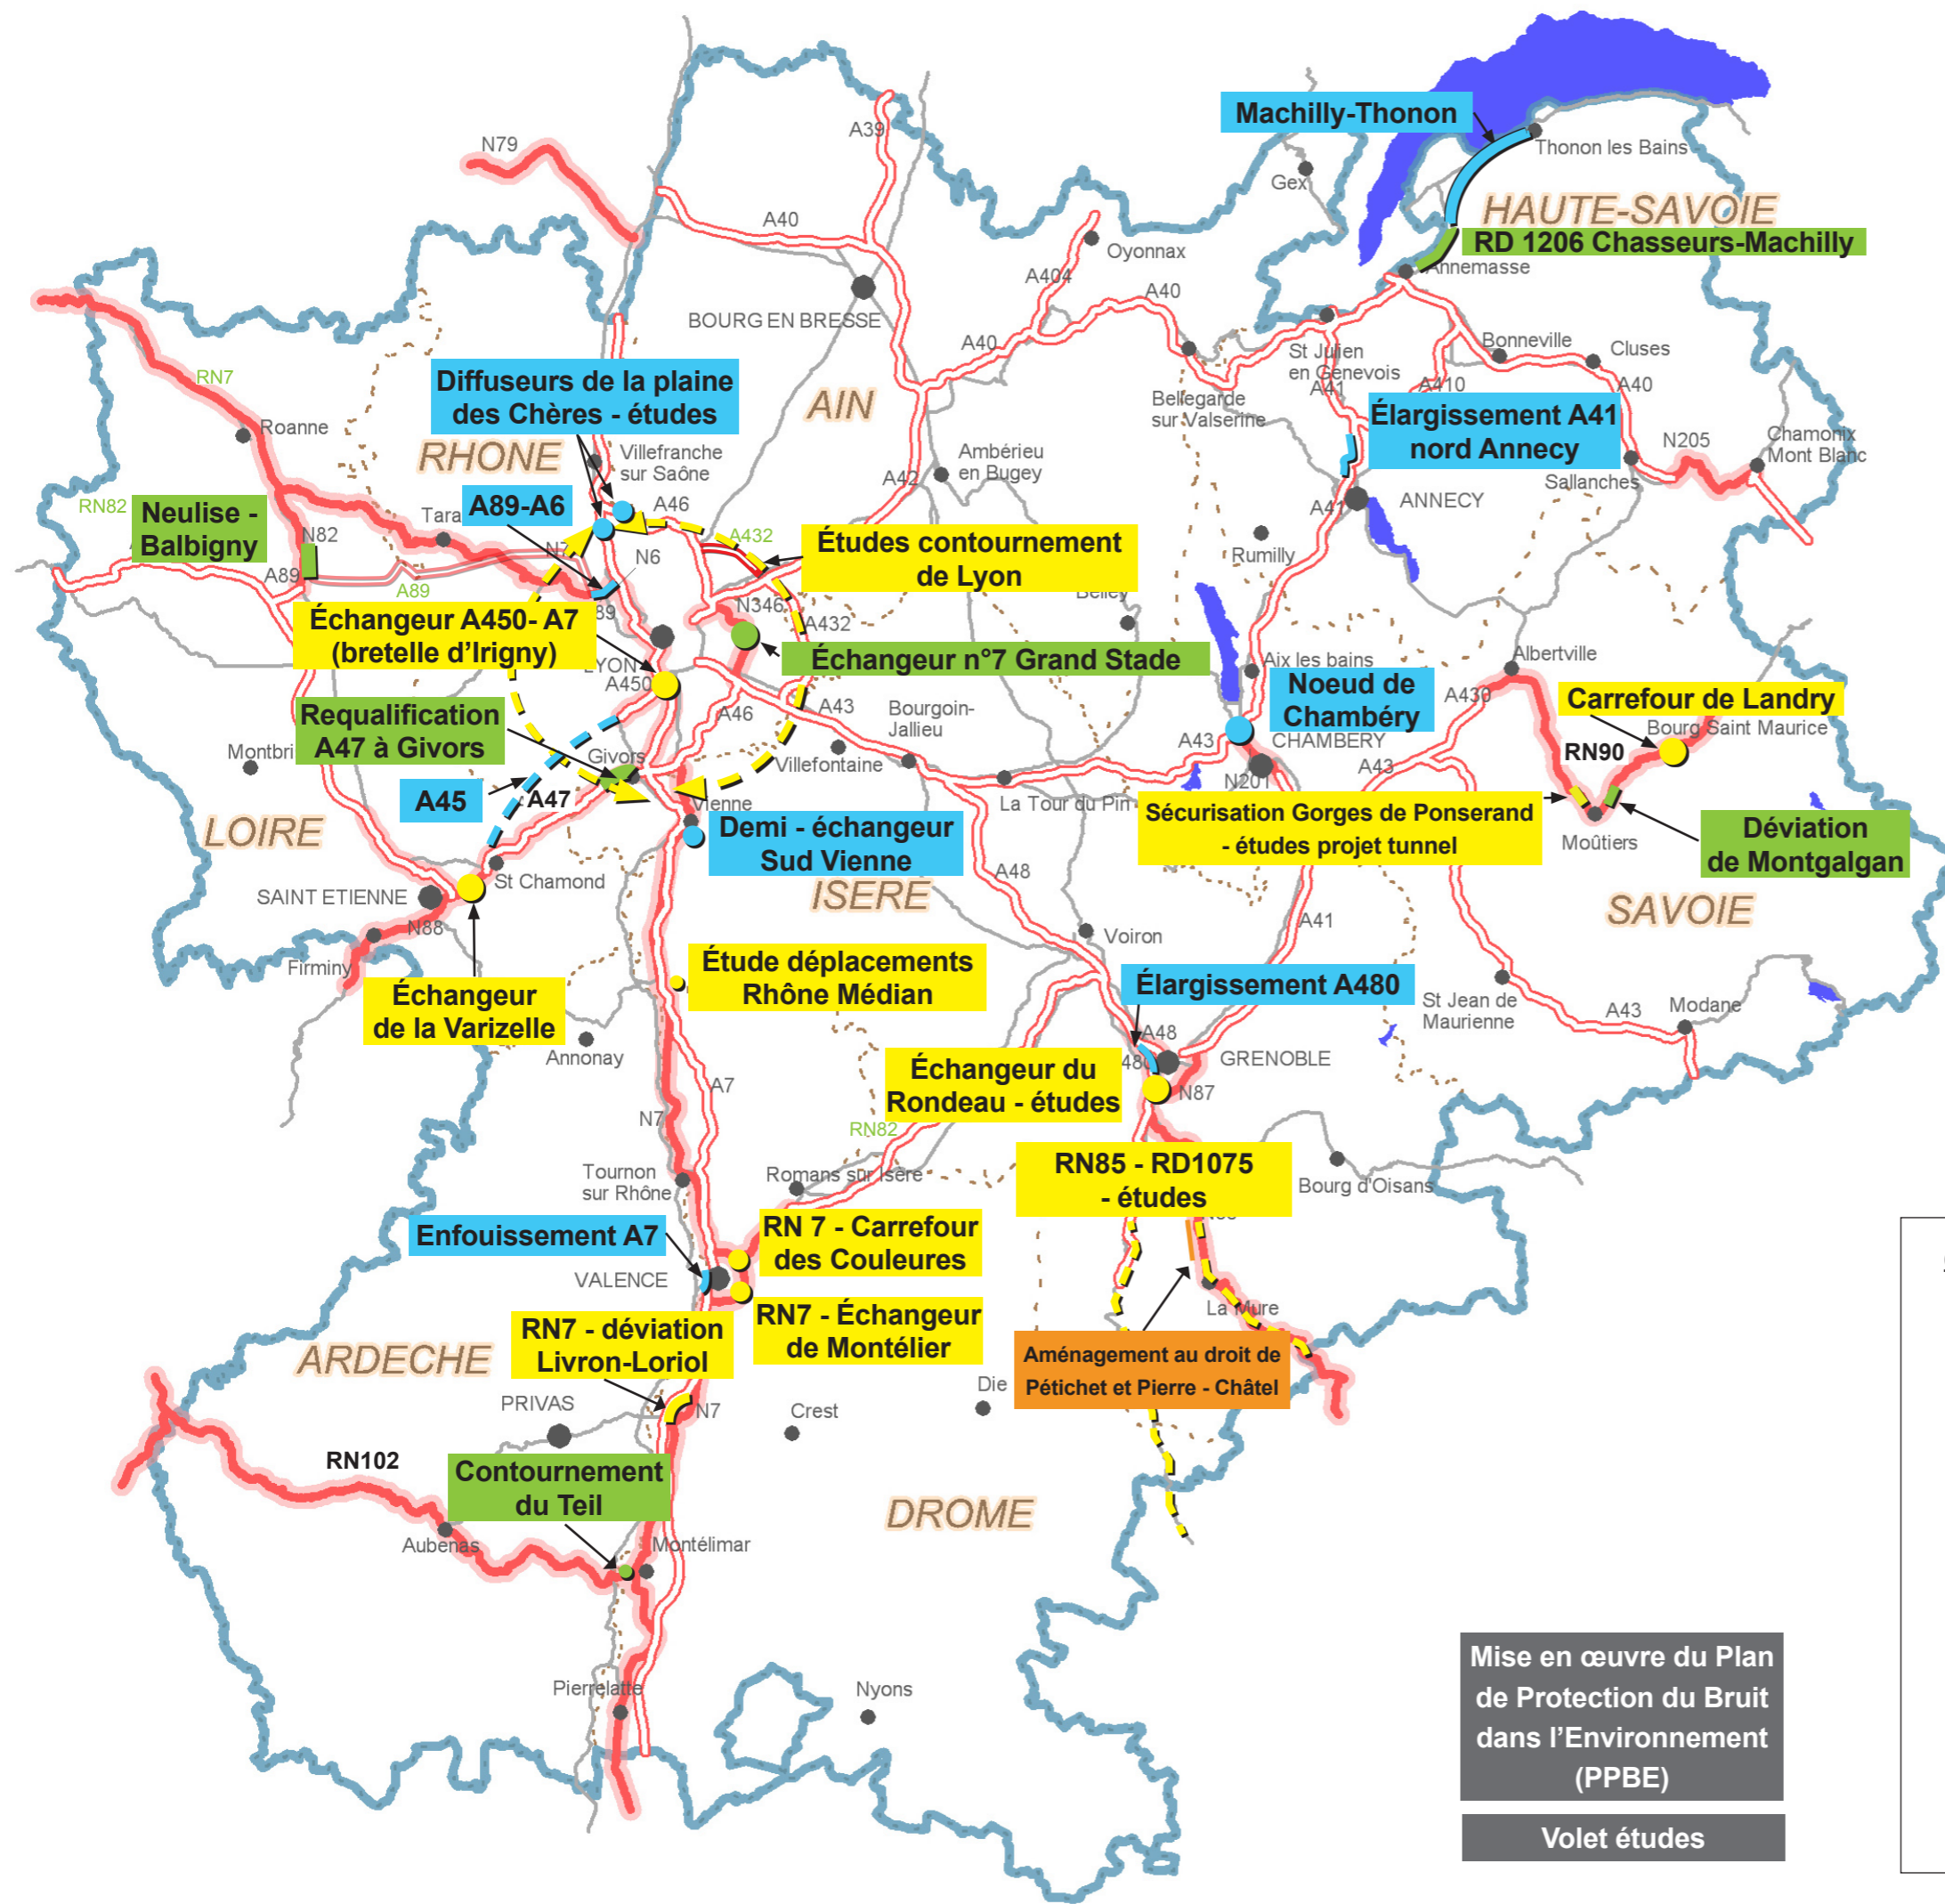 N79
A39
Machilly-Thonon
Thonon les Bains
Gex
HAUTE-SAVOIE
A40
Oyonnax
RD 1206 Chasseurs-Machilly
Annemasse
A404
A40
BOURG EN BRESSE
A40
St Julien
en Genevois
Bonneville
Cluses
RN7
Diffuseurs de la plaine
des Chères - études
AIN
Bellegarde
sur Valserine
A41
A410
A40
Roanne
RHONE
Villefranche
sur Saône
Ambérieu
en Bugey
Élargissement A41
nord Annecy
N205
Chamonix
Mont Blanc
Sallanches
A42
RN82
Neulise -
Balbigny
N82
Tara
A89-A6
A46
A41
ANNECY
A432
Études contournement
de Lyon
Rumilly
N7
N6
A89
A89
89
N346
Belley
Échangeur A450- A7
(bretelle d'Irigny)
A432
LYON
A450
Échangeur n°7 Grand Stade
Aix les bains
Albertville
Noeud de
Chambéry
A430
Carrefour de Landry
Bourg Saint Maurice
Requalification
A47 à Givors
A46
A43
Bourgoin-
Jallieu
A43
CHAMBERY
RN90
Montbri
Givors
Villefontaine
A43
N201
A45
A47
La Tour du Pin
Vienne
Sécurisation Gorges de Ponserand
- études projet tunnel
Moûtiers
Déviation
de Montgalgan
LOIRE
Demi - échangeur
Sud Vienne
St Chamond
A48
SAINT ETIENNE
ISERE
SAVOIE
N88
A41
Voiron
Firminy
Étude déplacements
Rhône Médian
Élargissement A480
Échangeur
de la Varizelle
St Jean de
Maurienne
A43
Modane
Annonay
A48
GRENOBLE
Échangeur du
Rondeau - études
A7
N87
N7
RN82
RN85 - RD1075
- études
Tournon
sur Rhône
Romans sur Isère
Bourg d'Oisans
Enfouissement A7
RN 7 - Carrefour
des Couleures
VALENCE
La Mure
RN7 - Échangeur
de Montélier
RN7 - déviation
Livron-Loriol
ARDECHE
Aménagement au droit de
Pétichet et Pierre - Châtel
Die
PRIVAS
N7
Crest
RN102
Contournement
du Teil
DROME
Aubenas
Montélimar
Mise en œuvre du Plan
de Protection du Bruit
dans l'Environnement
(PPBE)
Pierrelatte
Nyons
Volet études